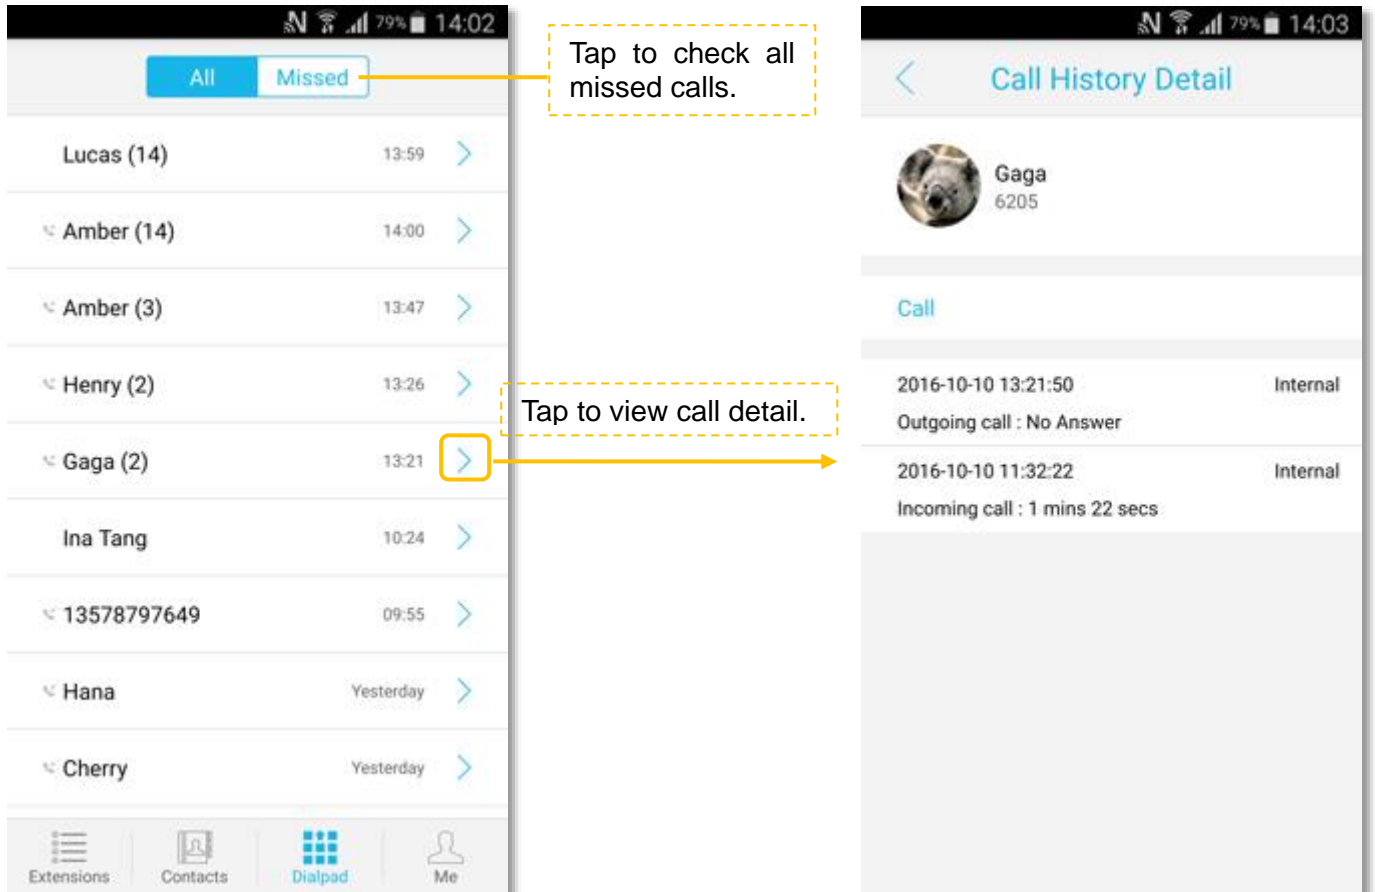 79% 14:02
All Missed
Tap to check all
missed calls.
Lucas (14) 13:59
Amber (14) 14:00
Amber (3) 13:47
Henry (2) 13:26
Gaga (2) 13:21
Ina Tang 10:24
13578797649 09:55
Hana Yesterday
Cherry Yesterday
Extensions Contacts Dialpad Me
Tap to view call detail.
79% 14:03
Call History Detail
Gaga
6205
Call
2016-10-10 13:21:50 Internal
Outgoing call : No Answer
2016-10-10 11:32:22 Internal
Incoming call : 1 mins 22 secs